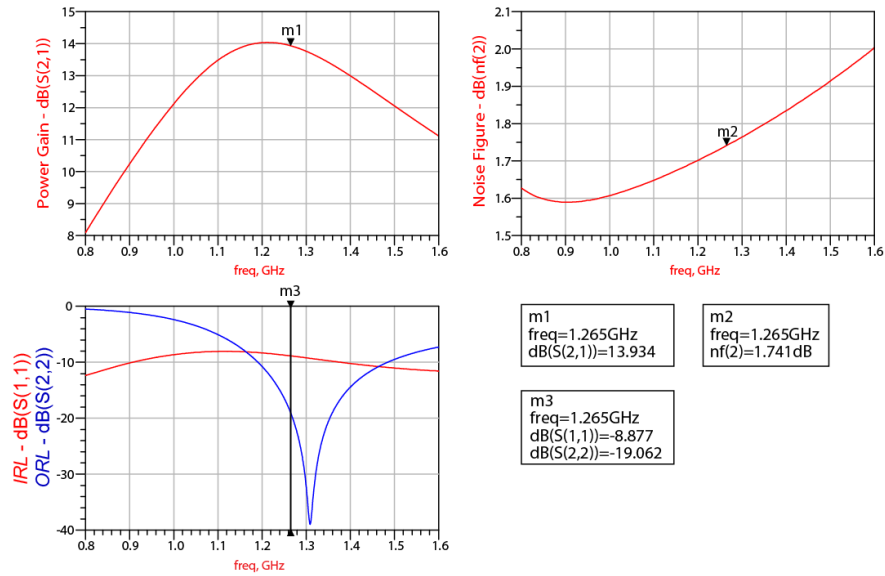 m1
Power Gain - dB(S(2,1)
15
14
13
12
11
10
9
8
0.8 0.9 1.0 1.1 1.2 1.3 1.4 1.5 1.6
freq, GHz
m2
Noise Figure - dB(nf(2)
2.1
2.0
1.9
1.8
1.7
1.6
1.5
0.8 0.9 1.0 1.1 1.2 1.3 1.4 1.5 1.6
freq, GHz
m3
IRL - dB(S(1,1))
ORL - dB(S(2,2))
0
-10
-20
-30
-40
0.8 0.9 1.0 1.1 1.2 1.3 1.4 1.5 1.6
freq, GHz
m1
freq=1.265GHz
dB(S(2,1))=13.934
m2
freq=1.265GHz
nf(2)=1.741dB
m3
freq=1.265GHz
dB(S(1,1))=-8.877
dB(S(2,2))=-19.062